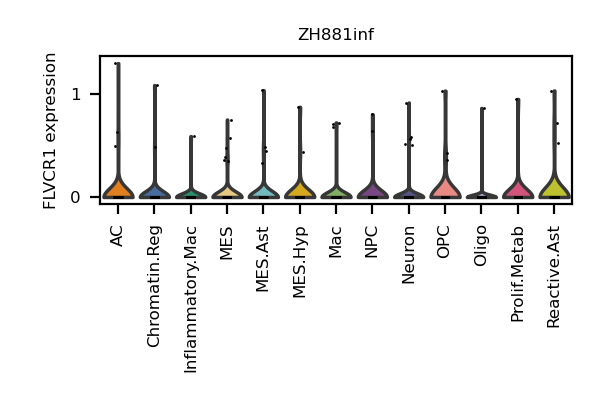 ZH881inf
FLVCR1 expression
1
0
AC
Chromatin.Reg
Inflammatory.Mac
MES
MES.Ast
MES.Hyp
Mac
NPC
Neuron
OPC
Oligo
Prolif.Metab
Reactive.Ast